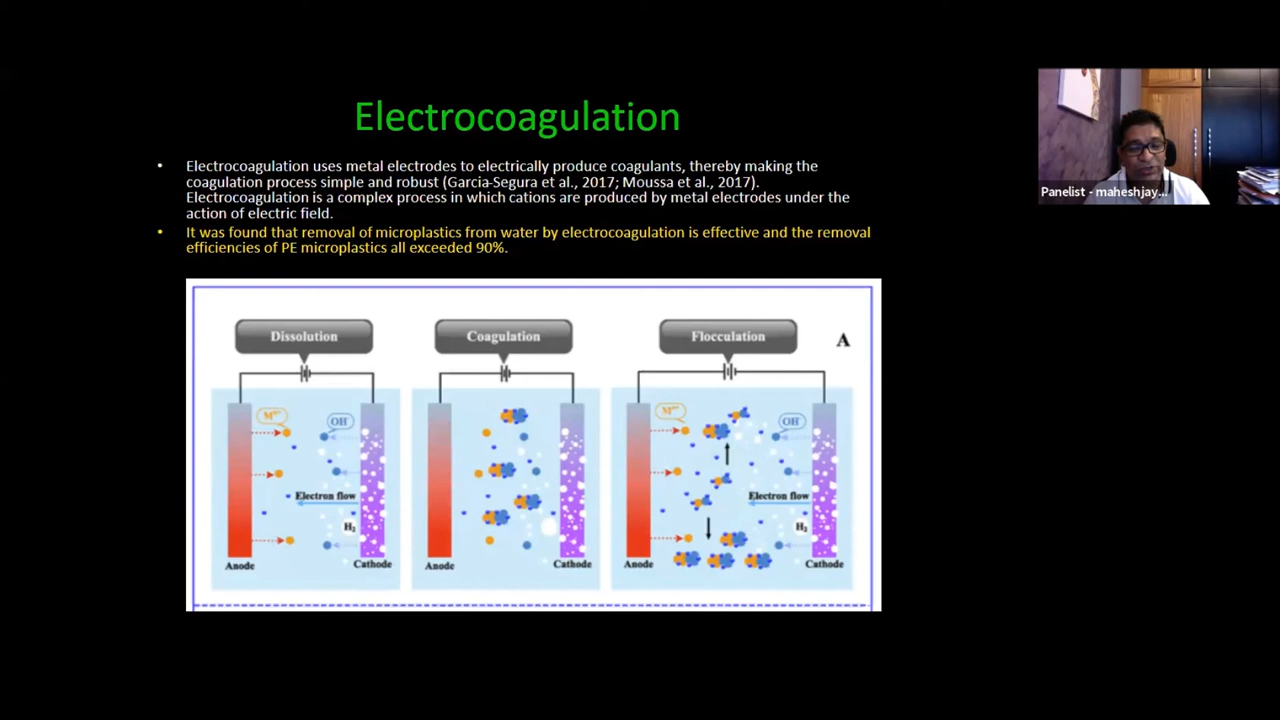 Electrocoagulation
• Electrocoagulation uses metal electrodes to electrically produce coagulants, thereby making the
coagulation process simple and robust (Garcia-Segura et al., 2017; Moussa et al., 2017).
Electrocoagulation is a complex process in which cations are produced by metal electrodes under the
action of electric field.
• It was found that removal of microplastics from water by electrocoagulation is effective and the removal
efficiencies of PE microplastics all exceeded 90%.
Panelist - maheshjay...
Dissolution
Coagulation
Flocculation
A
OH⁻
Electron flow
H₂
Anode
Cathode
Anode
Cathode
OH⁻
Electron flow
H₂
Anode
Cathode